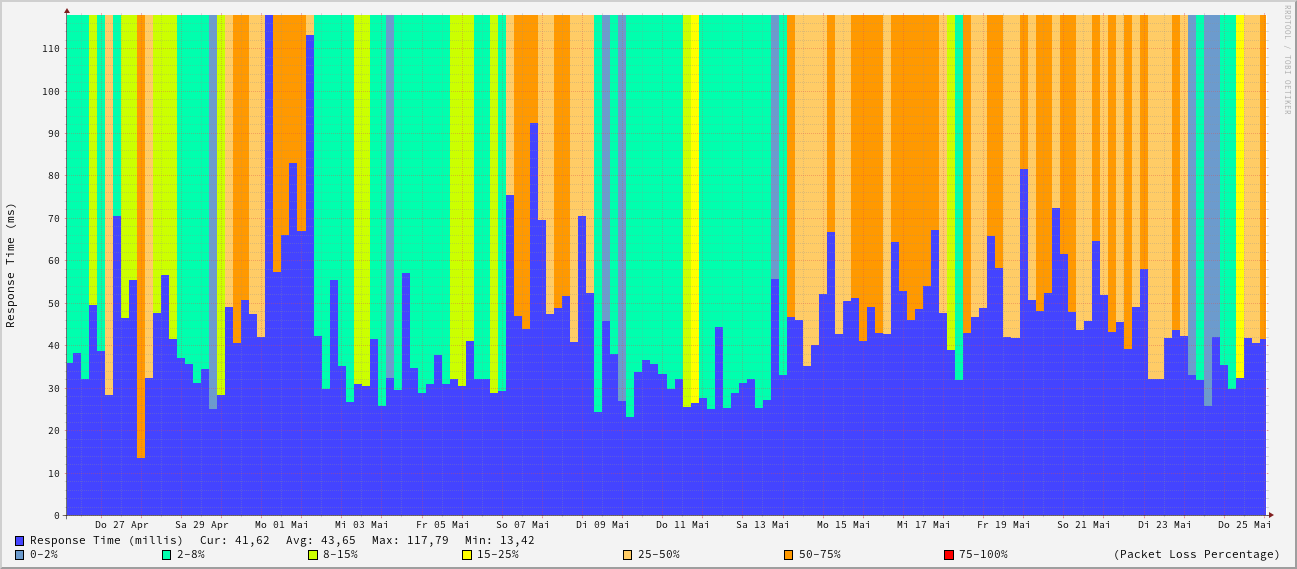 RRDTOOL / TOBI OETIKER
Response Time (ms)
110
100
90
80
70
60
50
40
30
20
10
0
Do 27 Apr Sa 29 Apr Mo 01 Mai Mi 03 Mai Fr 05 Mai So 07 Mai Di 09 Mai Do 11 Mai Sa 13 Mai Mo 15 Mai Mi 17 Mai Fr 19 Mai So 21 Mai Di 23 Mai Do 25 Mai
Response Time (millis) Cur: 41,62 Avg: 43,65 Max: 117,79 Min: 13,42
0-2% 2-8% 8-15% 15-25% 25-50% 50-75% 75-100% (Packet Loss Percentage)